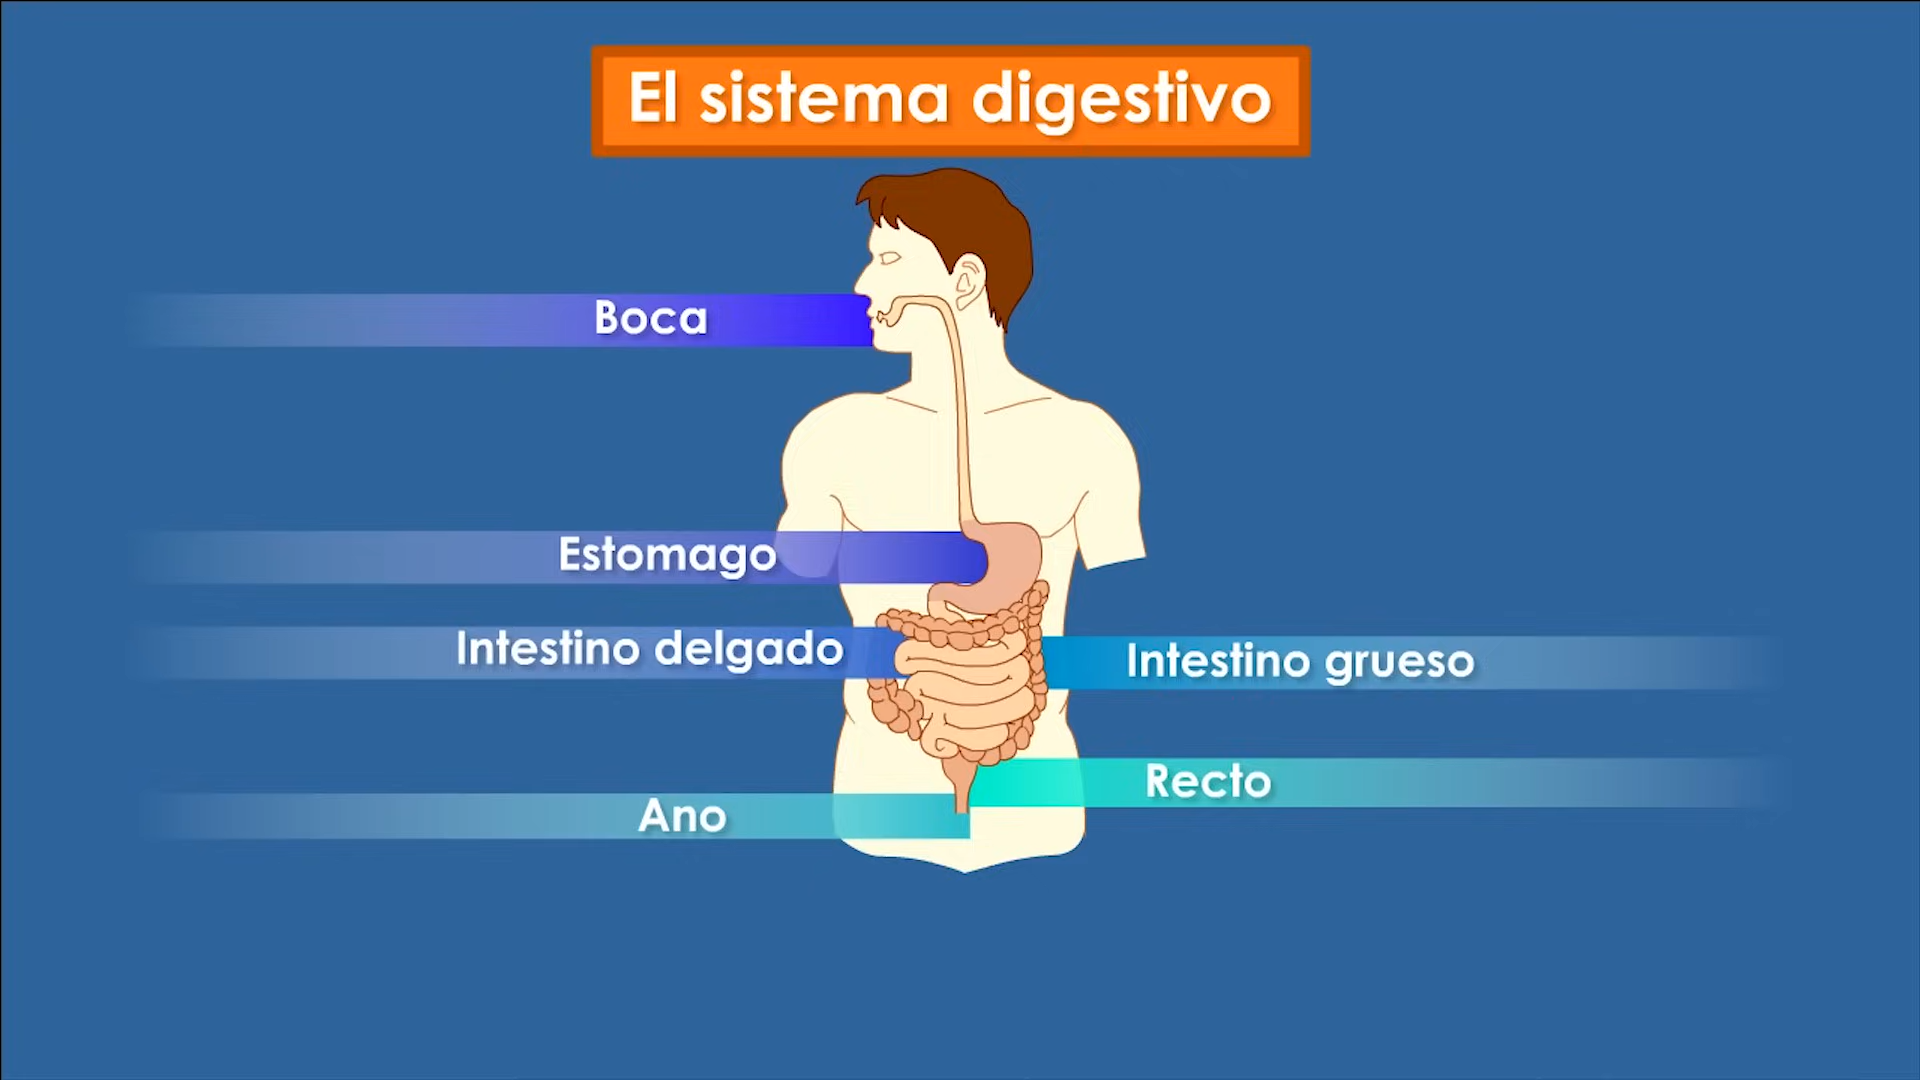 El sistema digestivo
Boca
Estomago
Intestino delgado
Intestino grueso
Recto
Ano